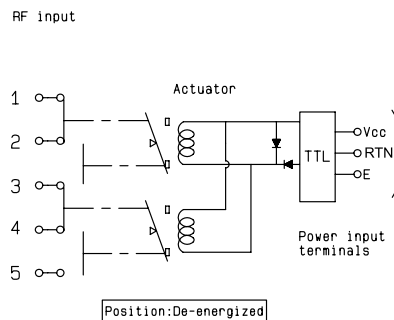 RF input
Actuator
1
2
3
4
5
TTL
Vcc
RTN
E
Power input
terminals
Position:De-energized